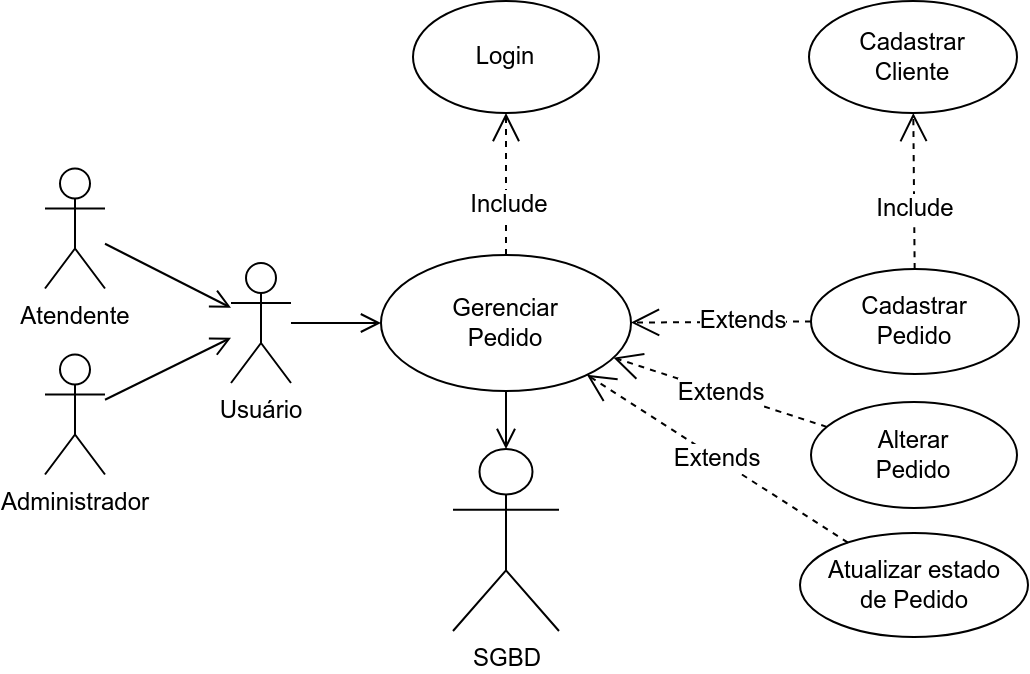 Login
Cadastrar
Cliente
Include
Include
Atendente
Gerenciar
Pedido
Extends
Cadastrar
Pedido
Usuário
Extends
Alterar
Pedido
Extends
Administrador
Atualizar estado
de Pedido
SGBD